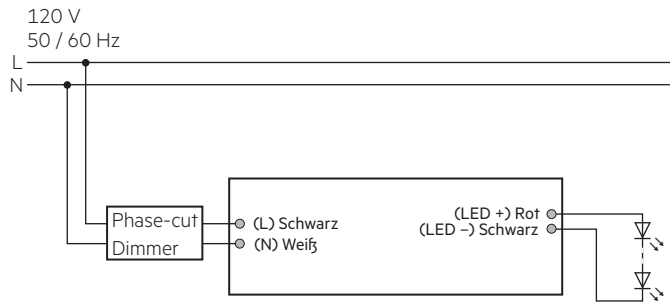 120 V
50 / 60 Hz
L
N
Phase-cut
Dimmer
(L) Schwarz
(N) Weiß
(LED +) Rot
(LED –) Schwarz